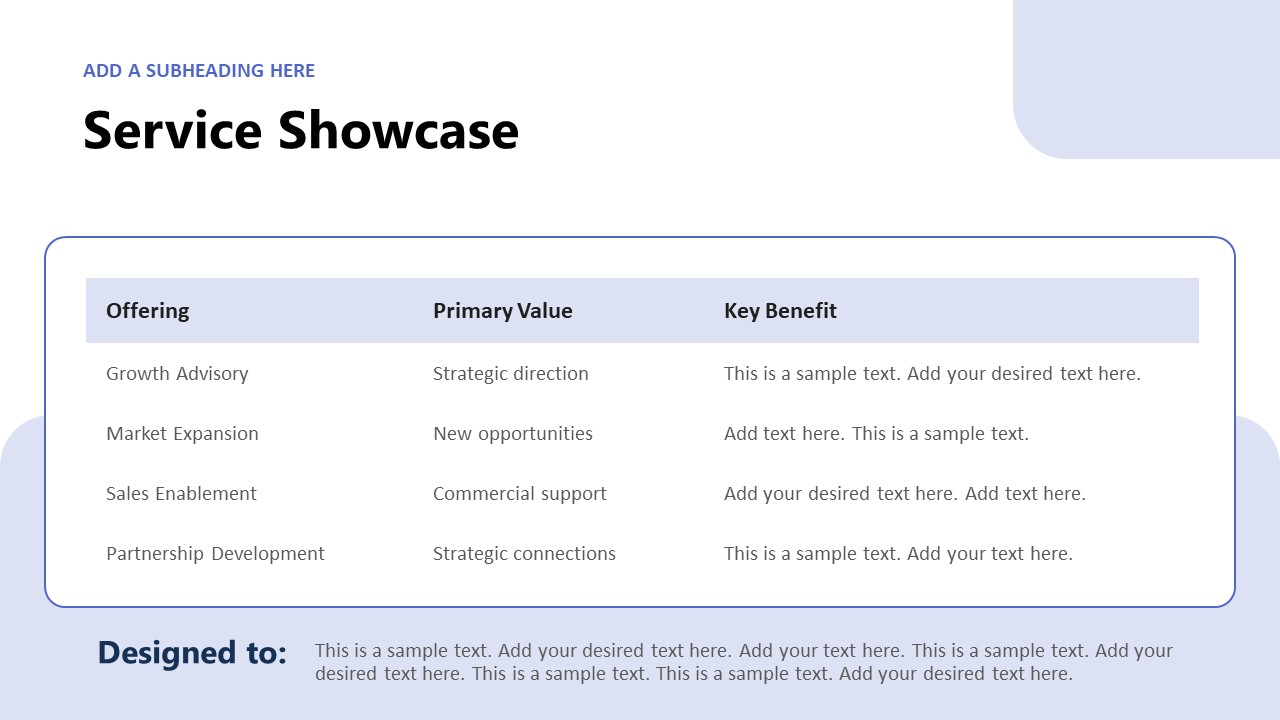 ADD A SUBHEADING HERE
Service Showcase
Offering Primary Value Key Benefit
Growth Advisory Strategic direction This is a sample text. Add your desired text here.
Market Expansion New opportunities Add text here. This is a sample text.
Sales Enablement Commercial support Add your desired text here. Add text here.
Partnership Development Strategic connections This is a sample text. Add your text here.
Designed to: This is a sample text. Add your desired text here. Add your text here. This is a sample text. Add your
desired text here. This is a sample text. This is a sample text. Add your desired text here.